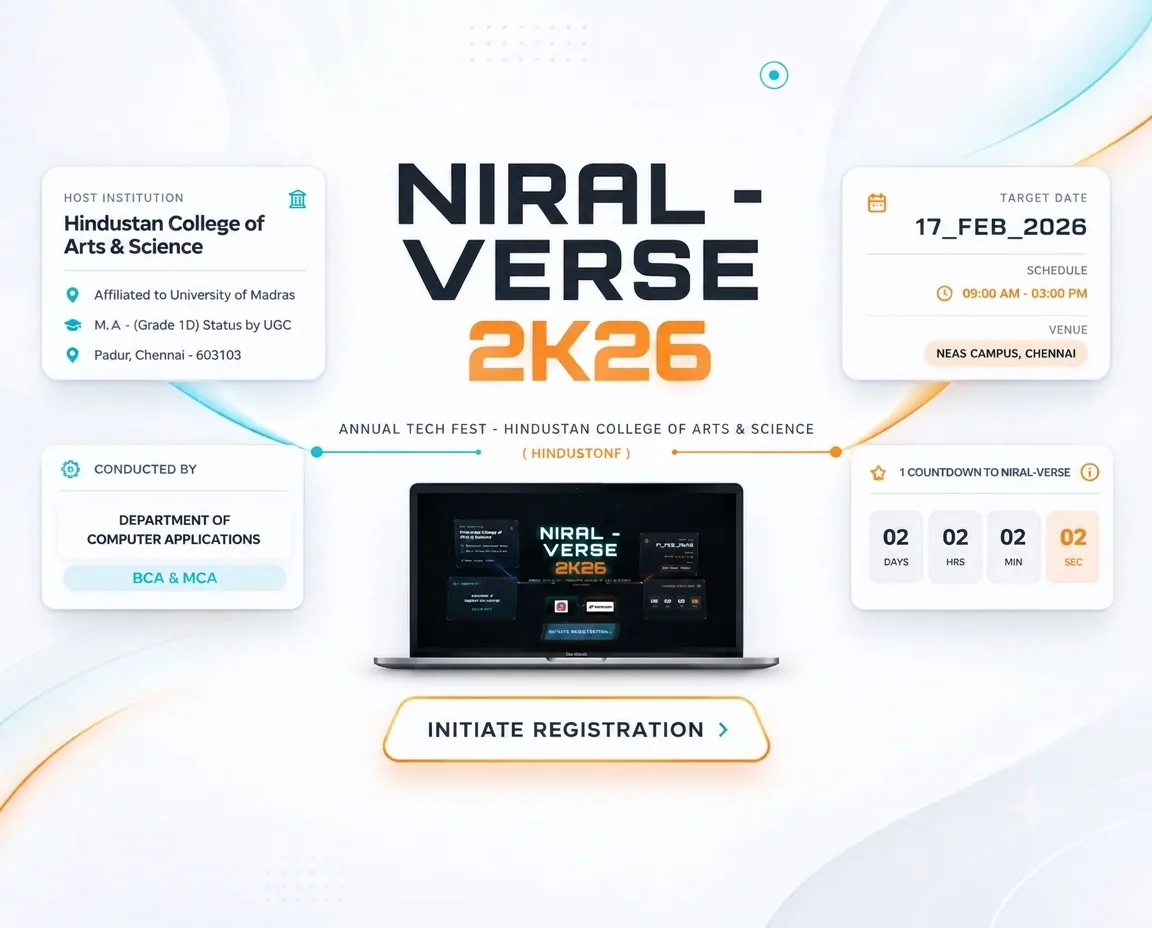 HOST INSTITUTION
Hindustan College of
Arts & Science
Affiliated to University of Madras
M.A - (Grade 1D) Status by UGC
Padur, Chennai - 603103
CONDUCTED BY
DEPARTMENT OF
COMPUTER APPLICATIONS
BCA & MCA
NIRAL -
VERSE
2K26
ANNUAL TECH FEST - HINDUSTAN COLLEGE OF ARTS & SCIENCE
( HINDUSTONF )
NIRAL -
VERSE
2K26
INITIATE REGISTRATION
TARGET DATE
17_FEB_2026
SCHEDULE
09:00 AM - 03:00 PM
VENUE
NEAS CAMPUS, CHENNAI
1 COUNTDOWN TO NIRAL-VERSE
02 02 02 02
DAYS HRS MIN SEC